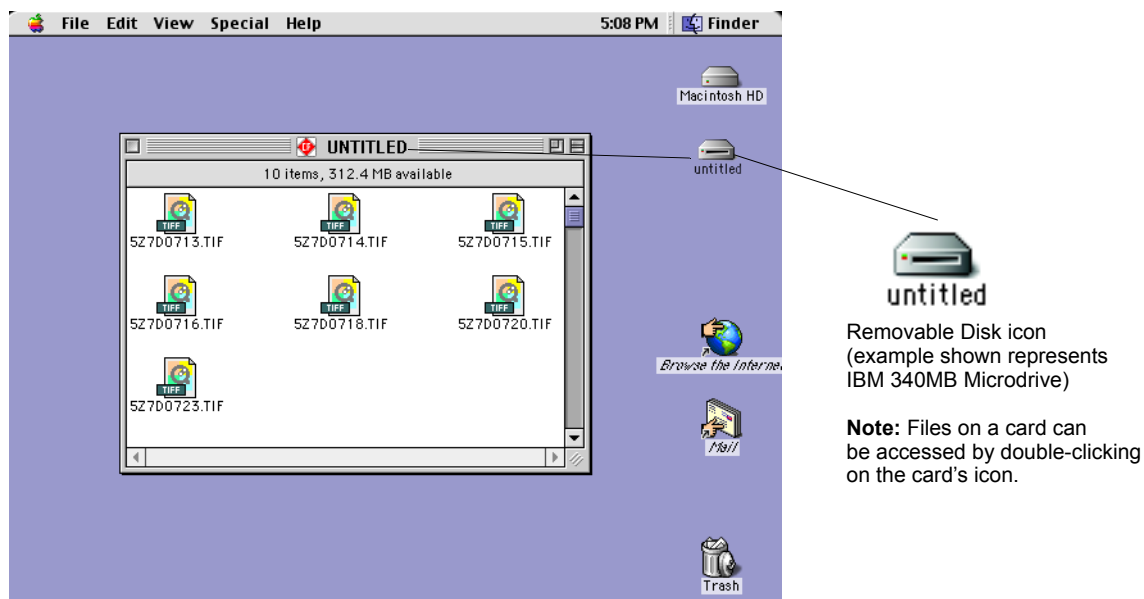 File Edit View Special Help 5:08 PM Finder
Macintosh HD
UNTITLED
untitled
10 items, 312.4 MB available
TIFF TIFF TIFF
5Z7D0713.TIF 5Z7D0714.TIF 5Z7D0715.TIF
TIFF TIFF TIFF
5Z7D0716.TIF 5Z7D0718.TIF 5Z7D0720.TIF
TIFF
5Z7D0723.TIF
Browse the Interne
Mail
Trash
untitled
Removable Disk icon
(example shown represents
IBM 340MB Microdrive)
Note: Files on a card can
be accessed by double-clicking
on the card’s icon.